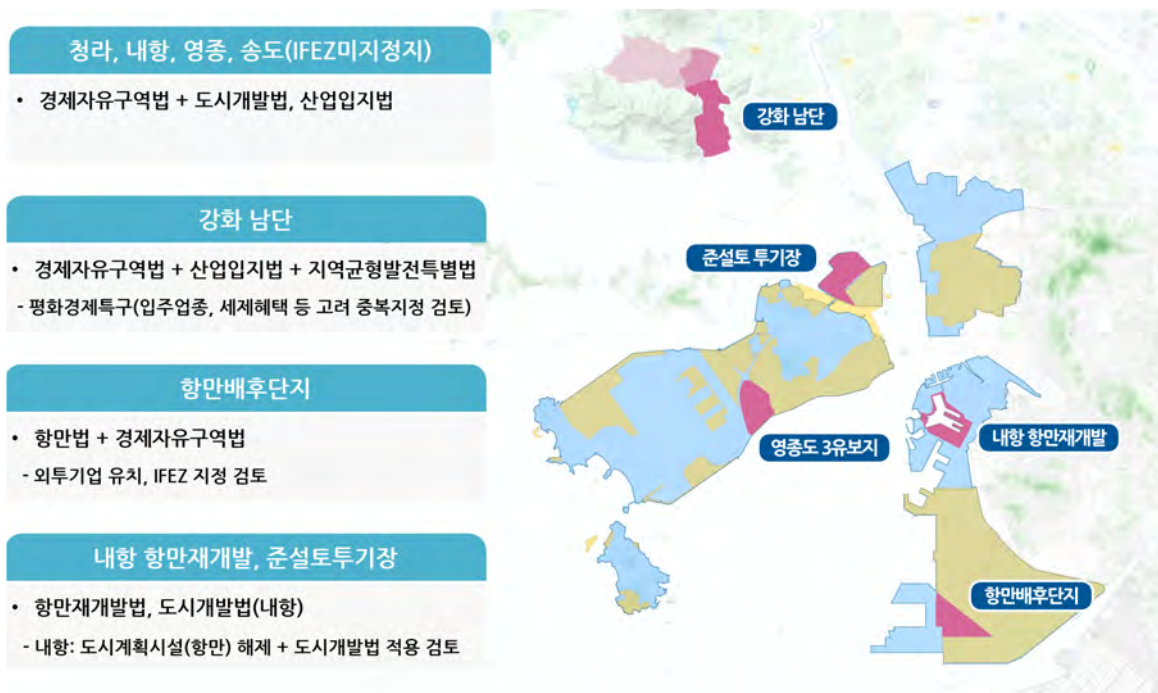 청라, 내항, 영종, 송도(IFEZ미지정지)
• 경제자유구역법 + 도시개발법, 산업입지법
강화 남단
• 경제자유구역법 + 산업입지법 + 지역균형발전특별법
- 평화경제특구(입주업종, 세제혜택 등 고려 중복지정 검토)
항만배후단지
• 항만법 + 경제자유구역법
- 외투기업 유치, IFEZ 지정 검토
내항 항만재개발, 준설토투기장
• 항만재개발법, 도시개발법(내항)
- 내항: 도시계획시설(항만) 해제 + 도시개발법 적용 검토
강화 남단
준설토 투기장
영종도 3유보지
내항 항만재개발
항만배후단지